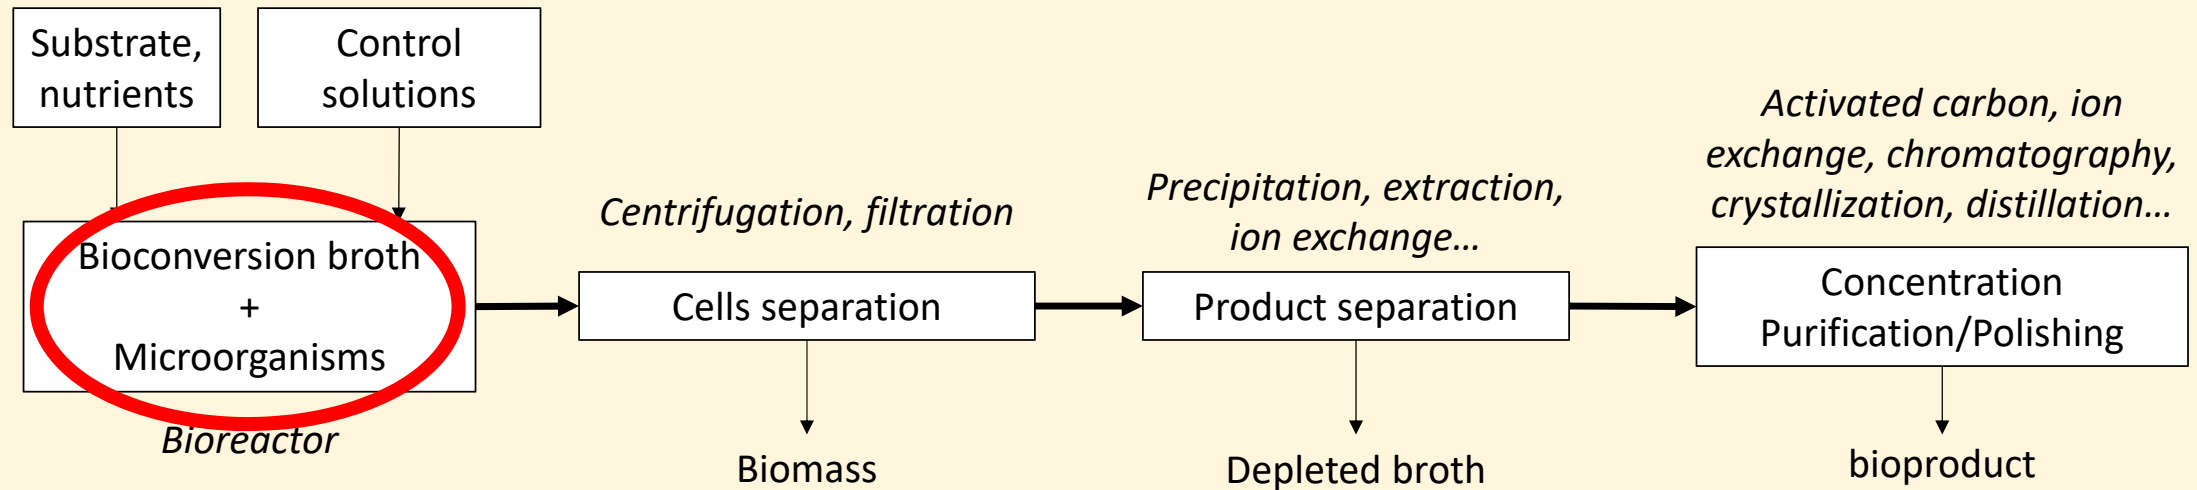 Substrate,
nutrients
Control
solutions
Bioconversion broth
+
Microorganisms
Bioreactor
Centrifugation, filtration
Cells separation
Biomass
Precipitation, extraction,
ion exchange...
Product separation
Depleted broth
Activated carbon, ion
exchange, chromatography,
crystallization, distillation...
Concentration
Purification/Polishing
bioproduct